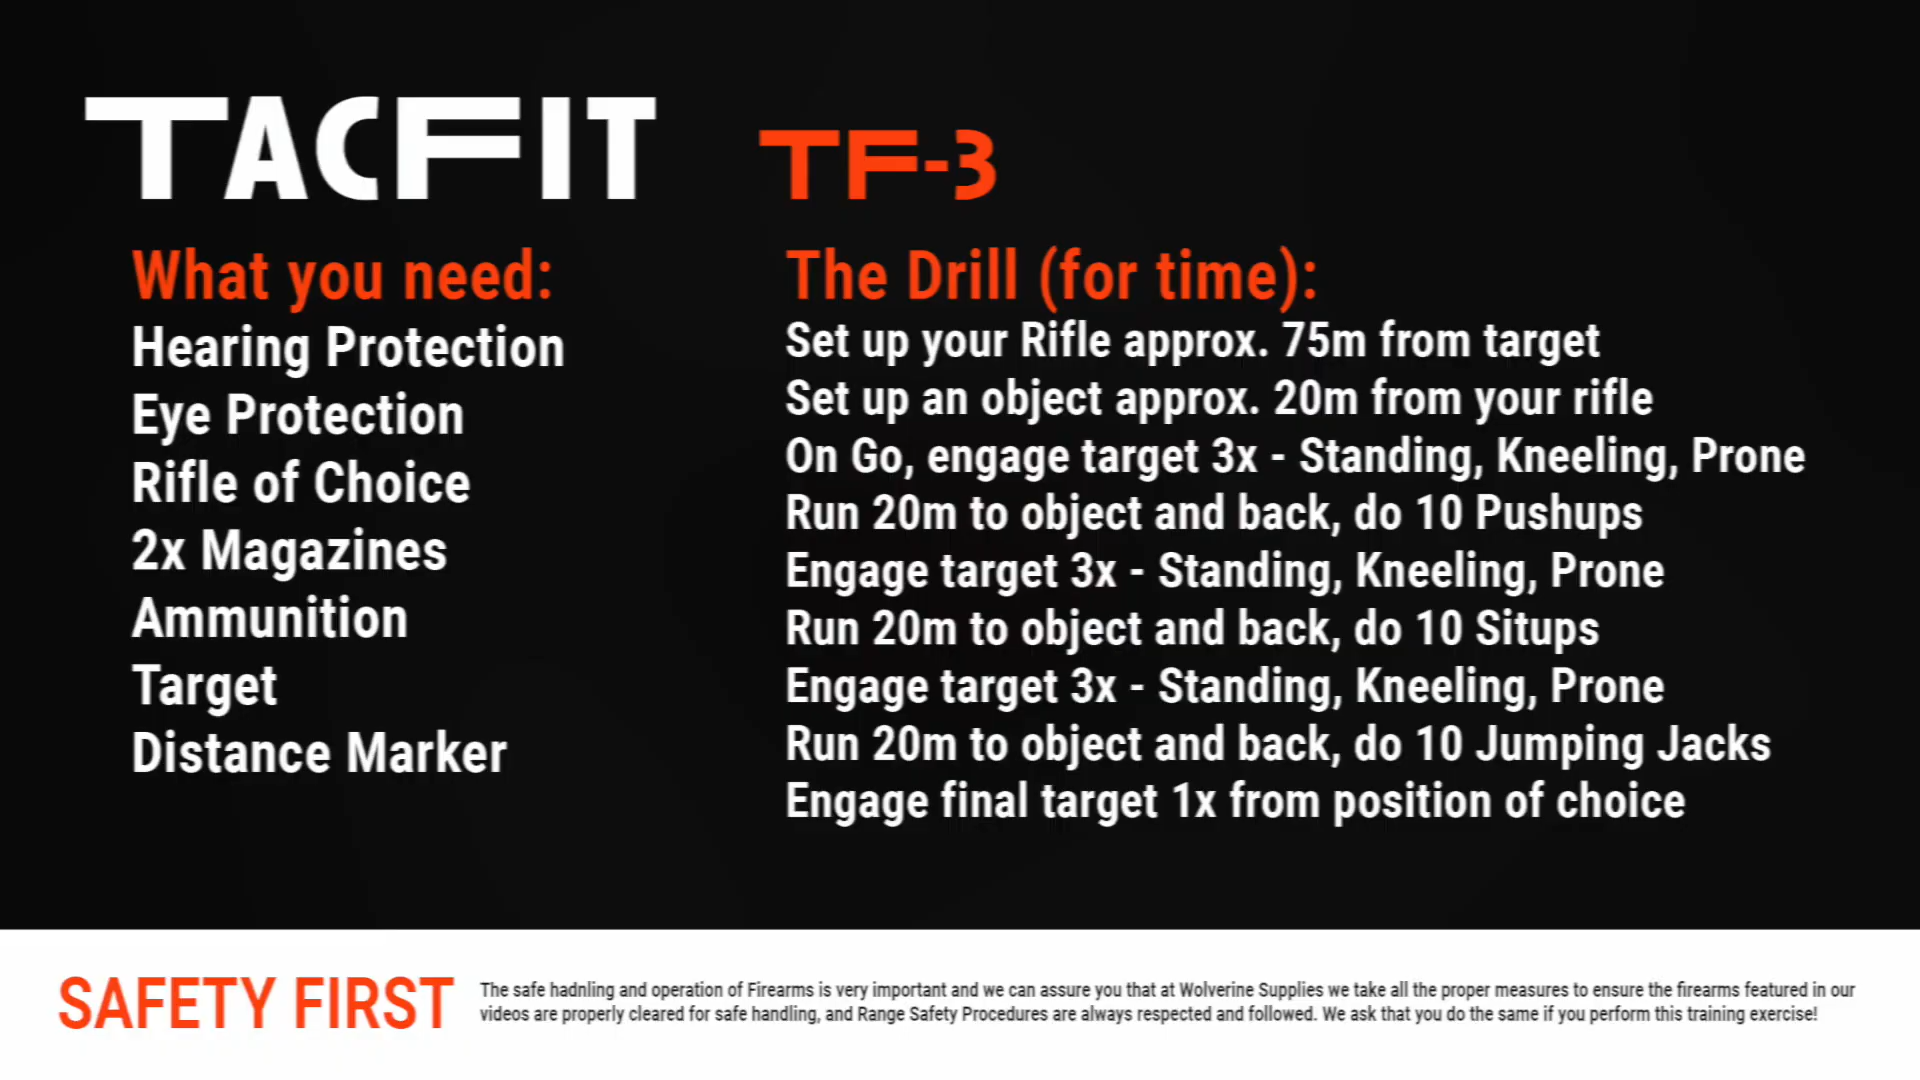 TACFIT TF-3
What you need:
Hearing Protection
Eye Protection
Rifle of Choice
2x Magazines
Ammunition
Target
Distance Marker
The Drill (for time):
Set up your Rifle approx. 75m from target
Set up an object approx. 20m from your rifle
On Go, engage target 3x - Standing, Kneeling, Prone
Run 20m to object and back, do 10 Pushups
Engage target 3x - Standing, Kneeling, Prone
Run 20m to object and back, do 10 Situps
Engage target 3x - Standing, Kneeling, Prone
Run 20m to object and back, do 10 Jumping Jacks
Engage final target 1x from position of choice
SAFETY FIRST
The safe hadnling and operation of Firearms is very important and we can assure you that at Wolverine Supplies we take all the proper measures to ensure the firearms featured in our
videos are properly cleared for safe handling, and Range Safety Procedures are always respected and followed. We ask that you do the same if you perform this training exercise!